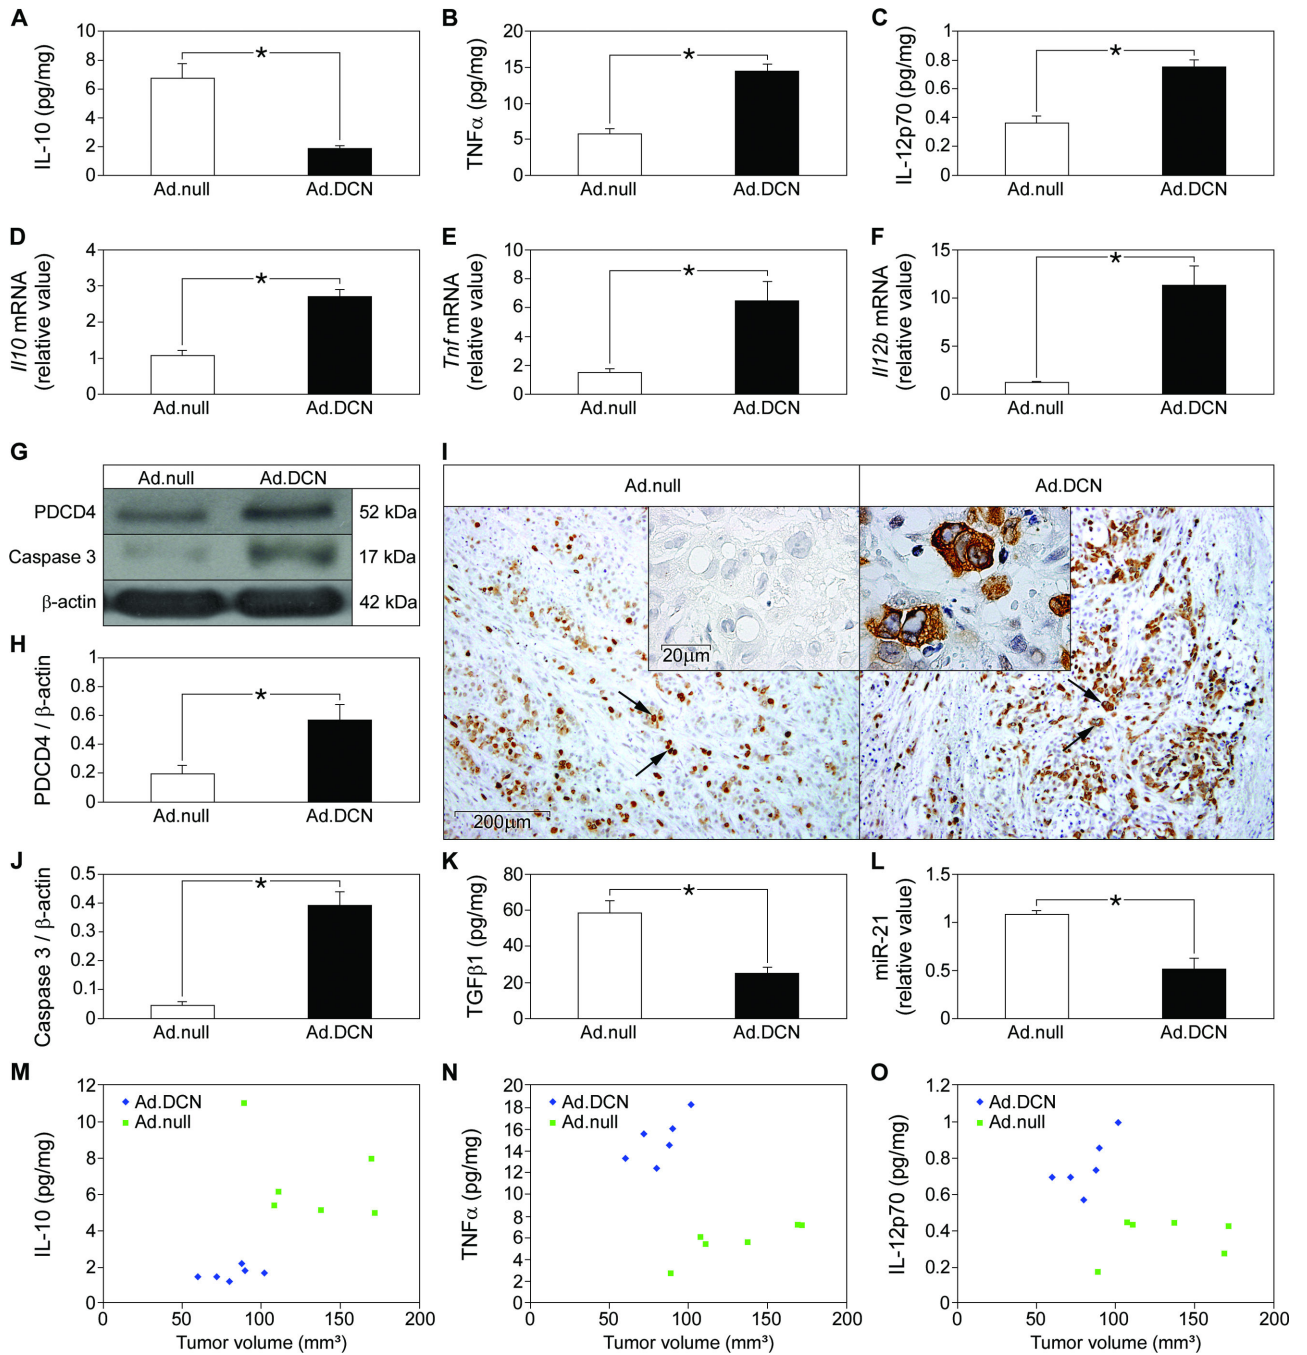 A
IL-10 (pg/mg)
10
8
6
4
2
0
*
Ad.null
Ad.DCN
B
TNFα (pg/mg)
20
15
10
5
0
*
Ad.null
Ad.DCN
C
IL-12p70 (pg/mg)
1
0.8
0.6
0.4
0.2
0
*
Ad.null
Ad.DCN
D
Il10 mRNA
(relative value)
4
3
2
1
0
*
Ad.null
Ad.DCN
E
Tnf mRNA
(relative value)
10
8
6
4
2
0
*
Ad.null
Ad.DCN
F
Il12b mRNA
(relative value)
15
10
5
0
*
Ad.null
Ad.DCN
G
Ad.null
Ad.DCN
PDCD4
52 kDa
Caspase 3
17 kDa
β-actin
42 kDa
H
PDCD4 / β-actin
1
0.8
0.6
0.4
0.2
0
*
Ad.null
Ad.DCN
I
Ad.null
Ad.DCN
20μm
200μm
J
Caspase 3 / β-actin
0.5
0.4
0.3
0.2
0.1
0
*
Ad.null
Ad.DCN
K
TGFβ1 (pg/mg)
80
60
40
20
0
*
Ad.null
Ad.DCN
L
miR-21
(relative value)
1.5
1
0.5
0
*
Ad.null
Ad.DCN
M
IL-10 (pg/mg)
12
10
8
6
4
2
0
Ad.DCN
Ad.null
0
50
100
150
200
Tumor volume (mm³)
N
TNFα (pg/mg)
20
18
16
14
12
10
8
6
4
2
0
Ad.DCN
Ad.null
0
50
100
150
200
Tumor volume (mm³)
O
IL-12p70 (pg/mg)
1.2
1
0.8
0.6
0.4
0.2
0
Ad.DCN
Ad.null
0
50
100
150
200
Tumor volume (mm³)